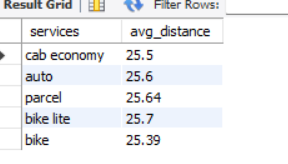 Result Grid Filter Rows:
services avg_distance
cab economy 25.5
auto 25.6
parcel 25.64
bike lite 25.7
bike 25.39